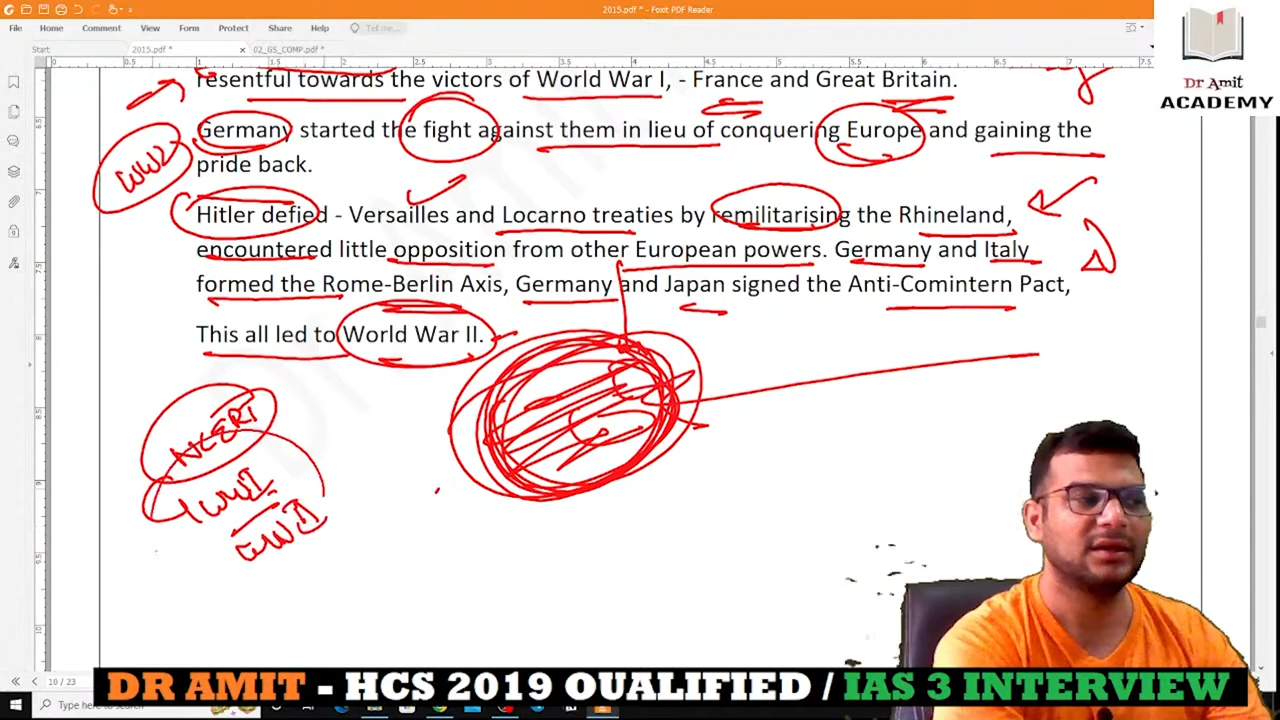 2015.pdf * - Foxit PDF Reader
File Home Comment View Form Protect Share Help Tell me...
Start 2015.pdf * 02_GS_COMP.pdf *
Dr Amit
ACADEMY
resentful towards the victors of World War I, - France and Great Britain.
Germany started the fight against them in lieu of conquering Europe and gaining the
pride back.
WW2
Hitler defied - Versailles and Locarno treaties by remilitarising the Rhineland,
encountered little opposition from other European powers. Germany and Italy
formed the Rome-Berlin Axis, Germany and Japan signed the Anti-Comintern Pact,
This all led to World War II.
NCERT
WWI
WWII
10 / 23
DR AMIT - HCS 2019 QUALIFIED / IAS 3 INTERVIEW
Type here to search